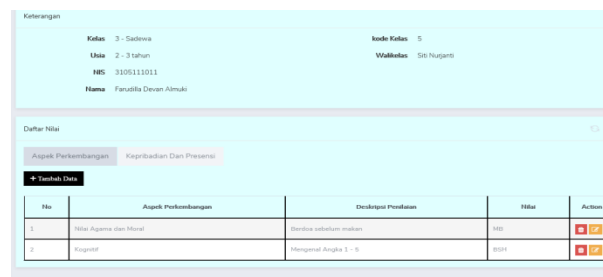 Keterangan
Kelas 3 - Sadewa kode Kelas 5
Usia 2 - 3 tahun Walikelas Siti Nurjanti
NIS 3105111011
Nama Farudilla Devan Almuki
Daftar Nilai
Aspek Perkembangan Kepribadian Dan Presensi
+ Tambah Data
No Aspek Perkembangan Deskripsi Penilaian Nilai Action
1 Nilai Agama dan Moral Berdoa sebelum makan MB
2 Kognitif Mengenal Angka 1 - 5 BSH